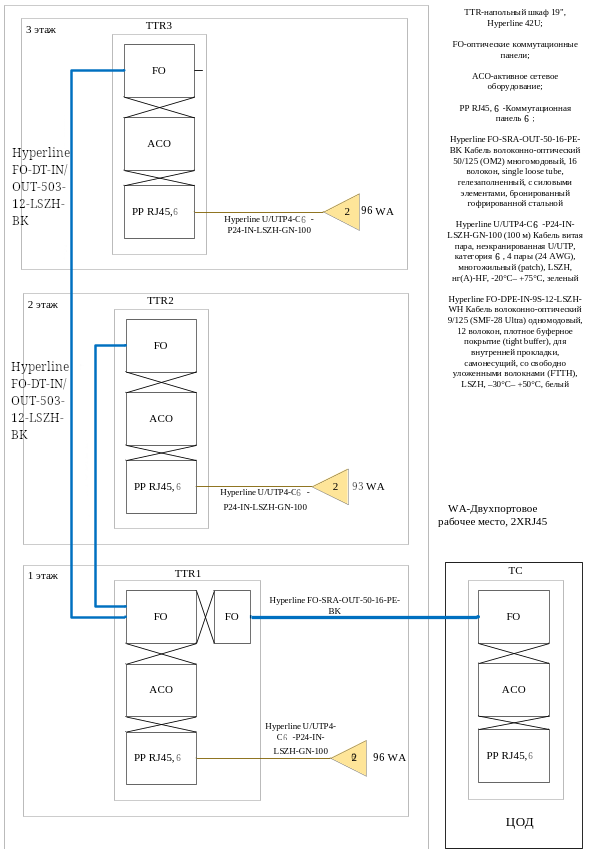 TTR3
3 этаж
FO
ACO
PP RJ45,6
Hyperline
FO-DT-IN/
OUT-503-
12-LSZH-
BK
Hyperline U/UTP4-C6 -
P24-IN-LSZH-GN-100
2
96 WA
TTR2
2 этаж
FO
ACO
PP RJ45,6
Hyperline
FO-DT-IN/
OUT-503-
12-LSZH-
BK
Hyperline U/UTP4-C6 -
P24-IN-LSZH-GN-100
2
93 WA
TTR1
1 этаж
FO
FO
ACO
PP RJ45,6
Hyperline FO-SRA-OUT-50-16-PE-
BK
Hyperline U/UTP4-
C6 -P24-IN-
LSZH-GN-100
2
96 WA
TTR-напольный шкаф 19",
Hyperline 42U;
FO-оптические коммутационные
панели;
ACO-активное сетевое
оборудование;
PP RJ45, 6 -Коммутационная
панель 6 ;
Hyperline FO-SRA-OUT-50-16-PE-
BK Кабель волоконно-оптический
50/125 (OM2) многомодовый, 16
волокон, single loose tube,
гелезаполненный, с силовыми
элементами, бронированный
гофрированной стальной
Hyperline U/UTP4-C6 -P24-IN-
LSZH-GN-100 (100 м) Кабель витая
пара, неэкранированная U/UTP,
категория 6 , 4 пары (24 AWG),
многожильный (patch), LSZH,
нг(A)-HF, -20°C– +75°C, зеленый
Hyperline FO-DPE-IN-9S-12-LSZH-
WH Кабель волоконно-оптический
9/125 (SMF-28 Ultra) одномодовый,
12 волокон, плотное буферное
покрытие (tight buffer), для
внутренней прокладки,
самонесущий, со свободно
уложенными волокнами (FTTH),
LSZH, –30°C– +50°C, белый
WA-Двухпортовое
рабочее место, 2XRJ45
TC
FO
ACO
PP RJ45,6
ЦОД